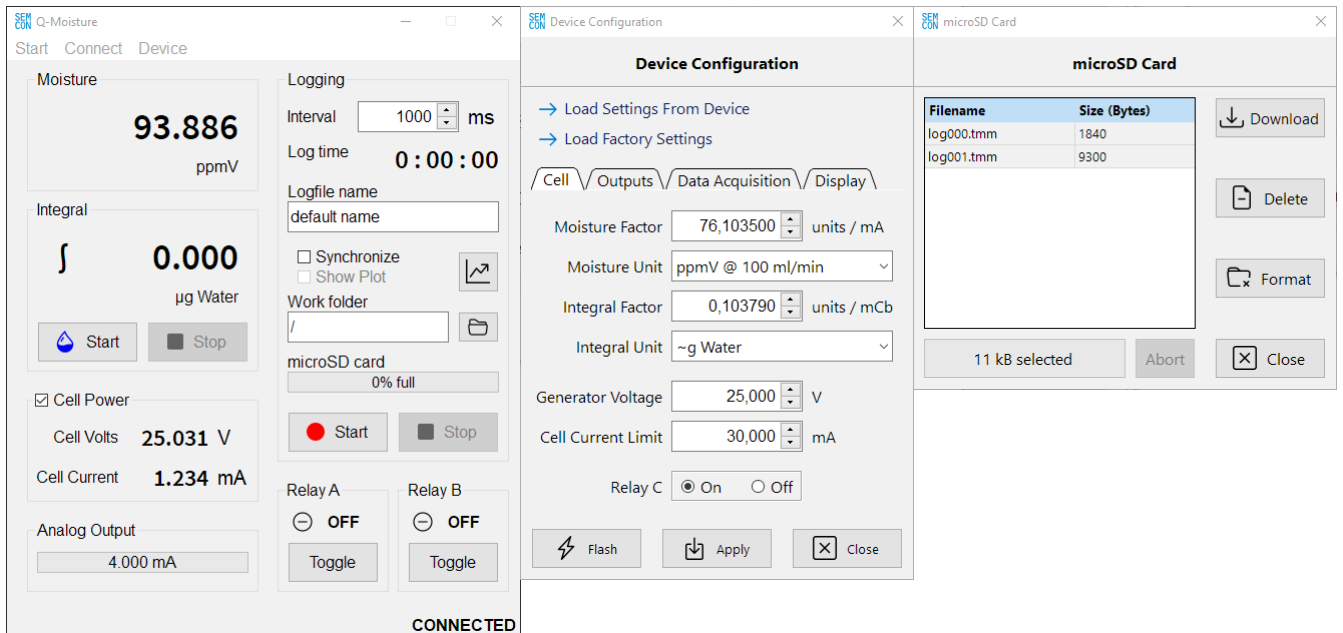 SEM CON Q-Moisture
Start Connect Device
Moisture
93.886
ppmV
Integral
∫ 0.000
µg Water
Start Stop
Cell Power
Cell Volts 25.031 V
Cell Current 1.234 mA
Analog Output
4.000 mA
Logging
Interval 1000 ms
Log time 0:00:00
Logfile name
default name
Synchronize
Show Plot
Work folder
/
microSD card
0% full
Start Stop
Relay A
OFF
Toggle
Relay B
OFF
Toggle
CONNECTED
SEM CON Device Configuration
Device Configuration
Load Settings From Device
Load Factory Settings
Cell Outputs Data Acquisition Display
Moisture Factor 76,103500 units / mA
Moisture Unit ppmV @ 100 ml/min
Integral Factor 0,103790 units / mCb
Integral Unit ~g Water
Generator Voltage 25,000 V
Cell Current Limit 30,000 mA
Relay C On Off
Flash Apply Close
SEM CON microSD Card
microSD Card
Filename Size (Bytes)
log000.tmm 1840
log001.tmm 9300
Download
Delete
Format
11 kB selected Abort Close